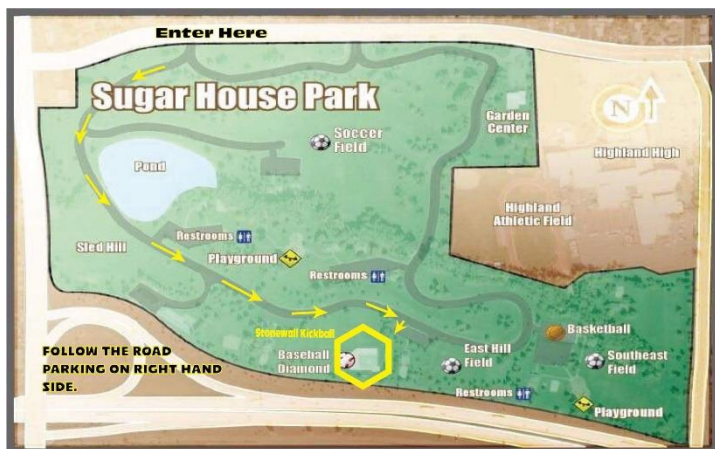 Enter Here
Sugar House Park
Soccer
Field
Garden
Center
N
Highland High
Pond
Highland
Athletic Field
Sled Hill
Restrooms
Playground
Restrooms
Stonewall Kickball
Basketball
FOLLOW THE ROAD
PARKING ON RIGHT HAND
SIDE.
Baseball
Diamond
East Hill
Field
Southeast
Field
Restrooms
Playground